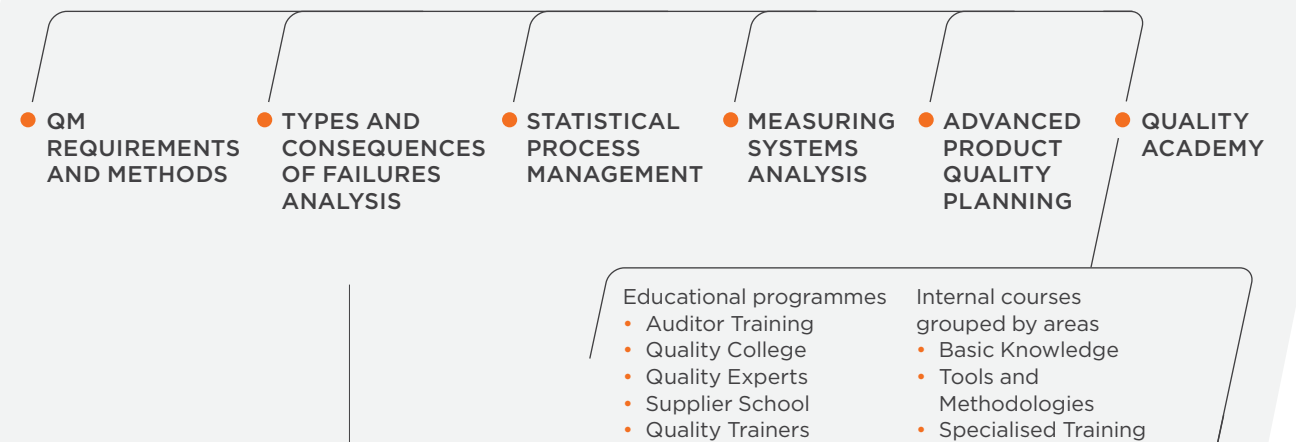 QM
REQUIREMENTS
AND METHODS
TYPES AND
CONSEQUENCES
OF FAILURES
ANALYSIS
STATISTICAL
PROCESS
MANAGEMENT
MEASURING
SYSTEMS
ANALYSIS
ADVANCED
PRODUCT
QUALITY
PLANNING
QUALITY
ACADEMY
Educational programmes
• Auditor Training
• Quality College
• Quality Experts
• Supplier School
• Quality Trainers
Internal courses
grouped by areas
• Basic Knowledge
• Tools and
Methodologies
• Specialised Training